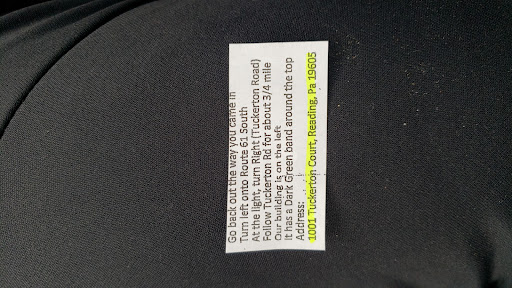 Go back out the way you came in
Turn left onto Route 61 South
At the light, turn Right (Tuckerton Road)
Follow Tuckerton Rd for about 3/4 mile
Our building is on the left
It has a Dark Green band around the top
Address:
1001 Tuckerton Court, Reading, Pa 19605